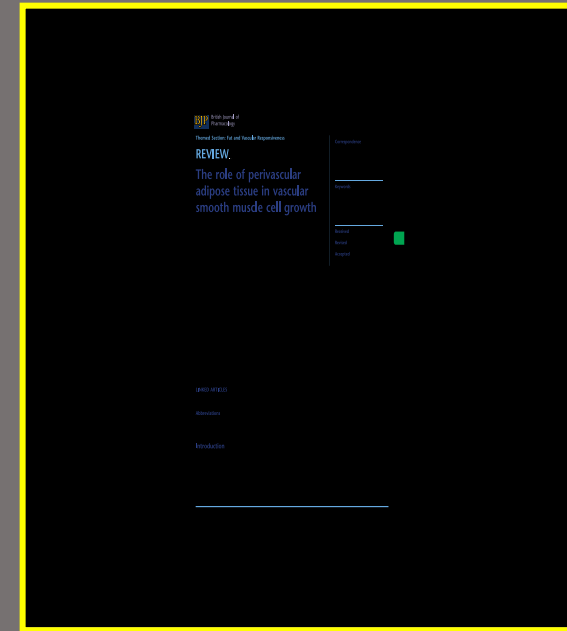 BJP
British Journal of
Pharmacology
Themed Section: Fat and Vascular Responsiveness
REVIEW
The role of perivascular
adipose tissue in vascular
smooth muscle cell growth
Correspondence
Keywords
Received
Revised
Accepted
LINKED ARTICLES
Abbreviations
Introduction